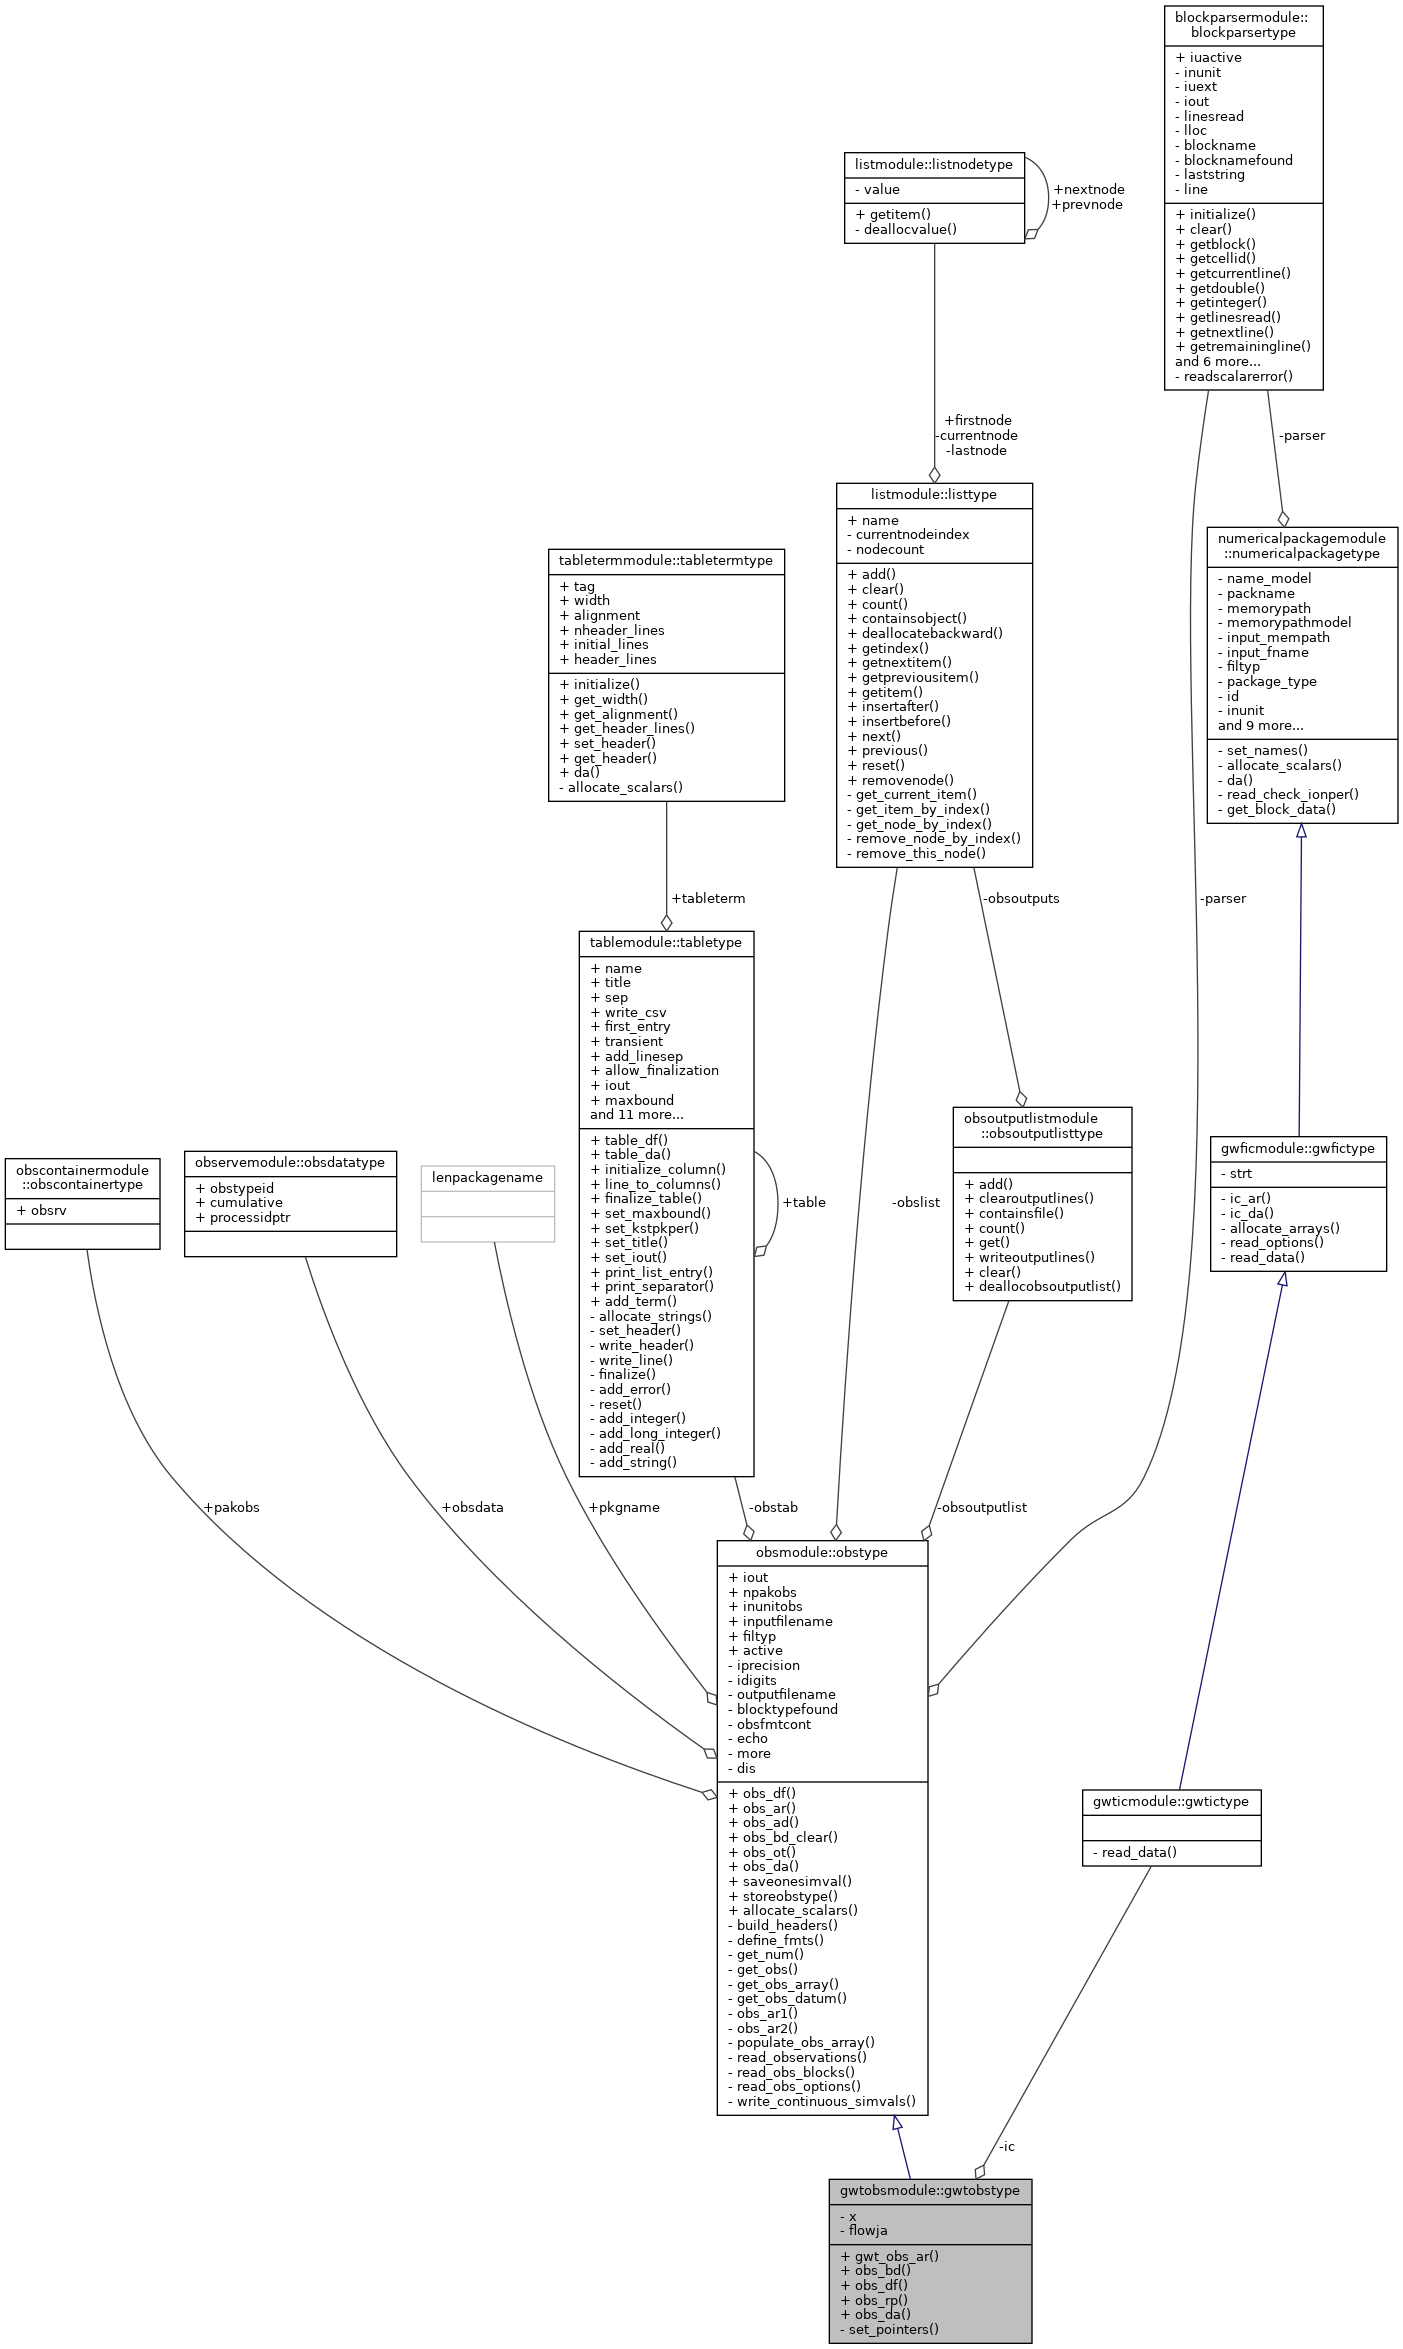 blockparsermodule::
blockparsertype
+ iuactive
- inunit
- iuext
- iout
- linesread
- lloc
- blockname
- blocknamefound
- laststring
- line
+ initialize()
+ clear()
+ getblock()
+ getcellid()
+ getcurrentline()
+ getdouble()
+ getinteger()
+ getlinesread()
+ getnextline()
+ getremainingline()
and 6 more...
- readscalarerror()
listmodule::listnodetype
- value
+ getitem()
- deallocvalue()
+nextnode
+prevnode
+firstnode
-currentnode
-lastnode
-parser
listmodule::listtype
+ name
- currentnodeindex
- nodecount
+ add()
+ clear()
+ count()
+ containsobject()
+ deallocatebackward()
+ getindex()
+ getnextitem()
+ getpreviousitem()
+ getitem()
+ insertafter()
+ insertbefore()
+ next()
+ previous()
+ reset()
+ removenode()
- get_current_item()
- get_item_by_index()
- get_node_by_index()
- remove_node_by_index()
- remove_this_node()
numericalpackagemodule
::numericalpackagetype
- name_model
- packname
- memorypath
- memorypathmodel
- input_mempath
- input_fname
- filtyp
- package_type
- id
- inunit
and 9 more...
- set_names()
- allocate_scalars()
- da()
- read_check_ionper()
- get_block_data()
tabletermmodule::tabletermtype
+ tag
+ width
+ alignment
+ nheader_lines
+ initial_lines
+ header_lines
+ initialize()
+ get_width()
+ get_alignment()
+ get_header_lines()
+ set_header()
+ get_header()
+ da()
- allocate_scalars()
+tableterm
-obsoutputs
-parser
tablemodule::tabletype
+ name
+ title
+ sep
+ write_csv
+ first_entry
+ transient
+ add_linesep
+ allow_finalization
+ iout
+ maxbound
and 11 more...
+ table_df()
+ table_da()
+ initialize_column()
+ line_to_columns()
+ finalize_table()
+ set_maxbound()
+ set_kstpkper()
+ set_title()
+ set_iout()
+ print_list_entry()
+ print_separator()
+ add_term()
- allocate_strings()
- set_header()
- write_header()
- write_line()
- finalize()
- add_error()
- reset()
- add_integer()
- add_long_integer()
- add_real()
- add_string()
+table
-obslist
obsoutputlistmodule
::obsoutputlisttype
+ add()
+ clearoutputlines()
+ containsfile()
+ count()
+ get()
+ writeoutputlines()
+ clear()
+ deallocobsoutputlist()
gwficmodule::gwfictype
- strt
- ic_ar()
- ic_da()
- allocate_arrays()
- read_options()
- read_data()
obscontainermodule
::obscontainertype
+ obsrv
observemodule::obsdatatype
+ obstypeid
+ cumulative
+ processidptr
lenpackagename
+pakobs
+obsdata
+pkgname
-obstab
-obsoutputlist
obsmodule::obstype
+ iout
+ npakobs
+ inunitobs
+ inputfilename
+ filtyp
+ active
- iprecision
- idigits
- outputfilename
- blocktypefound
- obsfmtcont
- echo
- more
- dis
+ obs_df()
+ obs_ar()
+ obs_ad()
+ obs_bd_clear()
+ obs_ot()
+ obs_da()
+ saveonesimval()
+ storeobstype()
+ allocate_scalars()
- build_headers()
- define_fmts()
- get_num()
- get_obs()
- get_obs_array()
- get_obs_datum()
- obs_ar1()
- obs_ar2()
- populate_obs_array()
- read_observations()
- read_obs_blocks()
- read_obs_options()
- write_continuous_simvals()
gwticmodule::gwtictype
- read_data()
-ic
gwtobsmodule::gwtobstype
- x
- flowja
+ gwt_obs_ar()
+ obs_bd()
+ obs_df()
+ obs_rp()
+ obs_da()
- set_pointers()